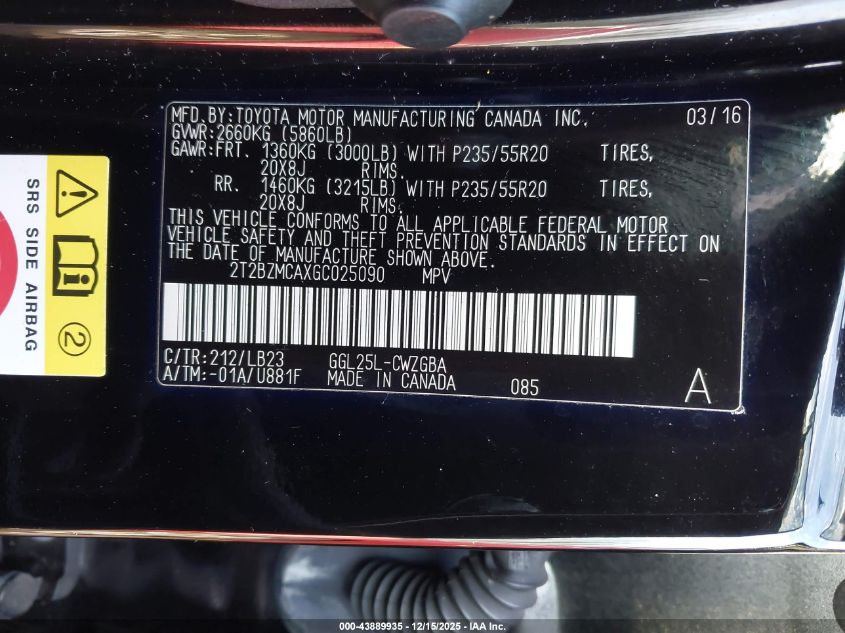 MFD.BY:TOYOTA MOTOR MANUFACTURING CANADA INC. 03/16
GVWR:2660KG (5860LB)
GAWR:FRT. 1360KG (3000LB) WITH P235/55R20 TIRES,
20X8J RIMS.
RR. 1460KG (3215LB) WITH P235/55R20 TIRES,
20X8J RIMS.
THIS VEHICLE CONFORMS TO ALL APPLICABLE FEDERAL MOTOR
VEHICLE SAFETY AND THEFT PREVENTION STANDARDS IN EFFECT ON
THE DATE OF MANUFACTURE SHOWN ABOVE.
2T2BZMCAXGC025090 MPV
C/TR:212/LB23 GGL25L-CWZGBA
A/TM:-01A/U881F MADE IN CANADA 085 A
SRS SIDE AIRBAG
2
000-43889935 - 12/15/2025 - IAA Inc.